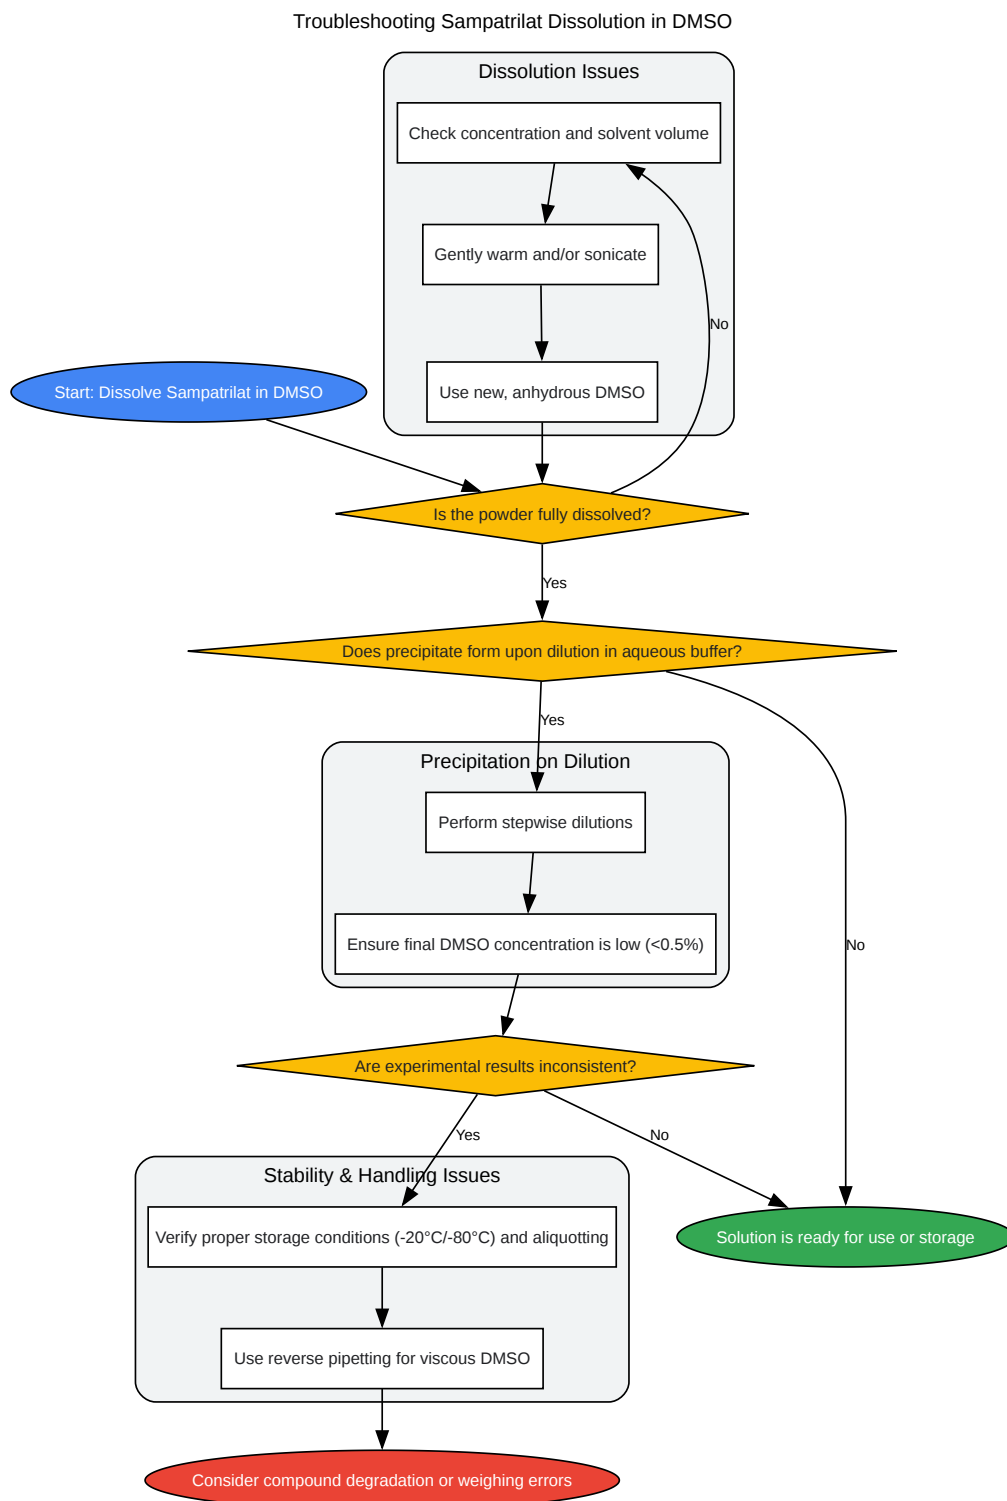 Troubleshooting Sampatrilat Dissolution in DMSO
Dissolution Issues
Check concentration and solvent volume
Gently warm and/or sonicate
No
Use new, anhydrous DMSO
Start: Dissolve Sampatrilat in DMSO
Is the powder fully dissolved?
Yes
Does precipitate form upon dilution in aqueous buffer?
Yes
Precipitation on Dilution
Perform stepwise dilutions
Ensure final DMSO concentration is low (<0.5%)
No
Are experimental results inconsistent?
Yes
No
Stability & Handling Issues
Verify proper storage conditions (-20°C/-80°C) and aliquotting
Solution is ready for use or storage
Use reverse pipetting for viscous DMSO
Consider compound degradation or weighing errors